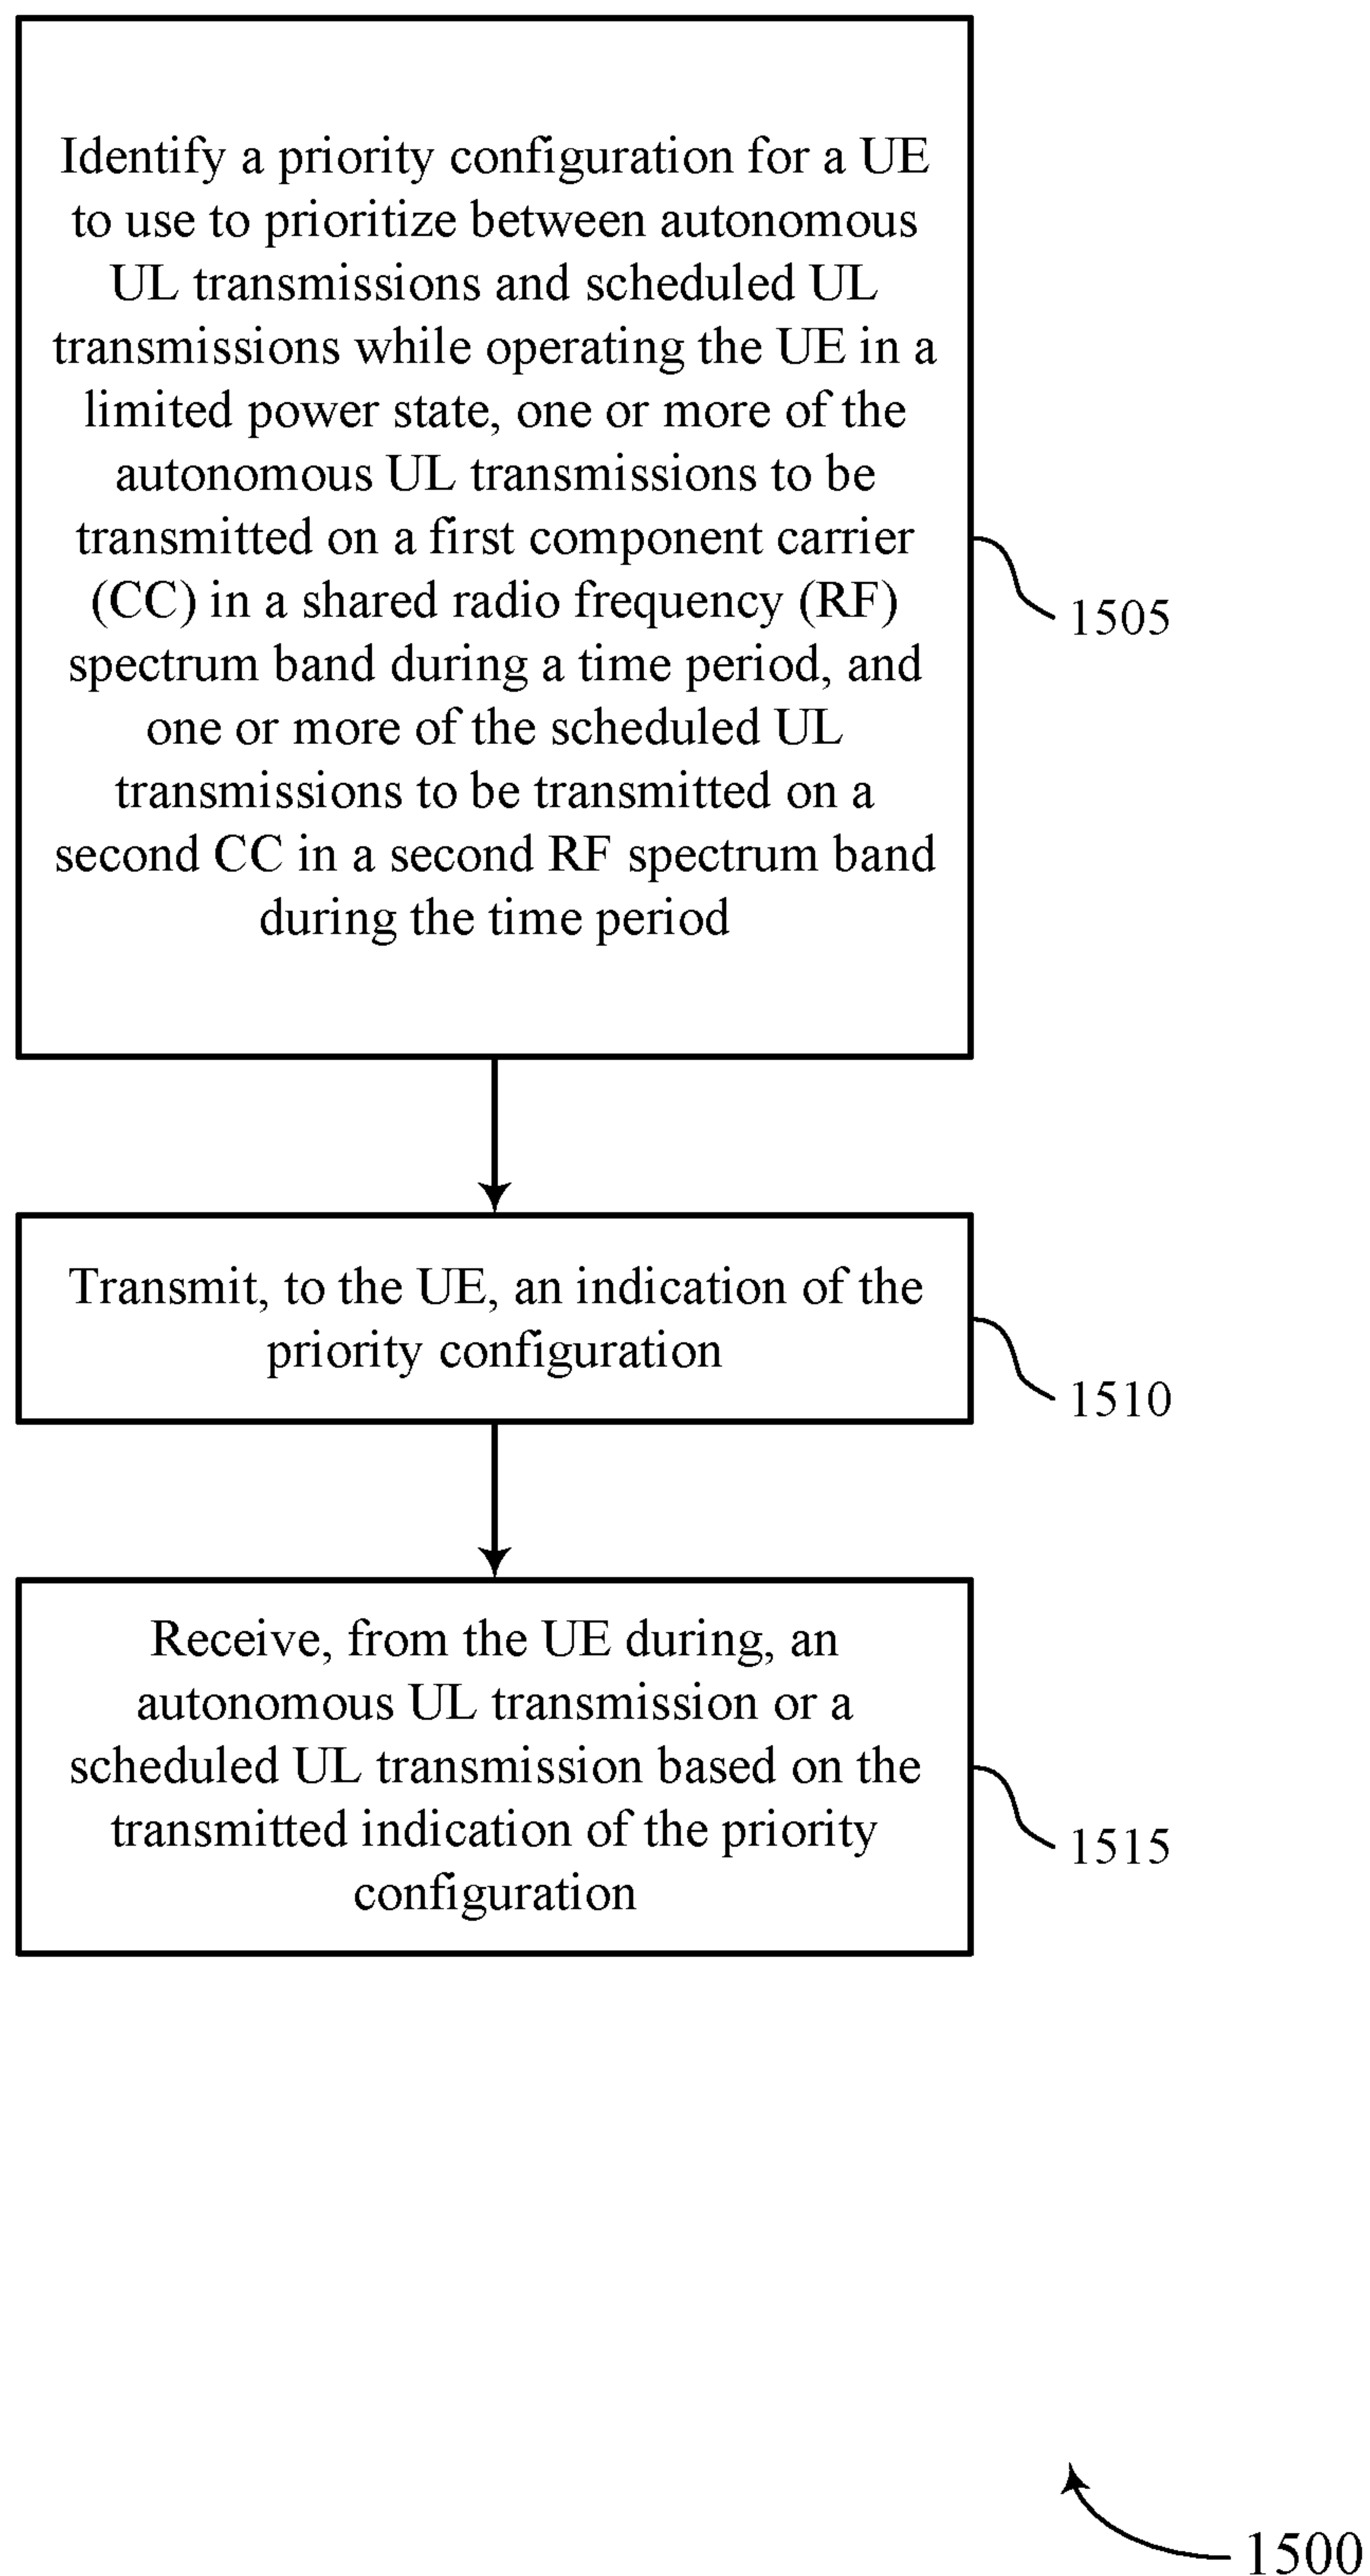 Identify a priority configuration for a UE
to use to prioritize between autonomous
UL transmissions and scheduled UL
transmissions while operating the UE in a
limited power state, one or more of the
autonomous UL transmissions to be
transmitted on a first component carrier
(CC) in a shared radio frequency (RF)
spectrum band during a time period, and
one or more of the scheduled UL
transmissions to be transmitted on a
second CC in a second RF spectrum band
during the time period
1505
Transmit, to the UE, an indication of the
priority configuration
1510
Receive, from the UE during, an
autonomous UL transmission or a
scheduled UL transmission based on the
transmitted indication of the priority
configuration
1515
1500